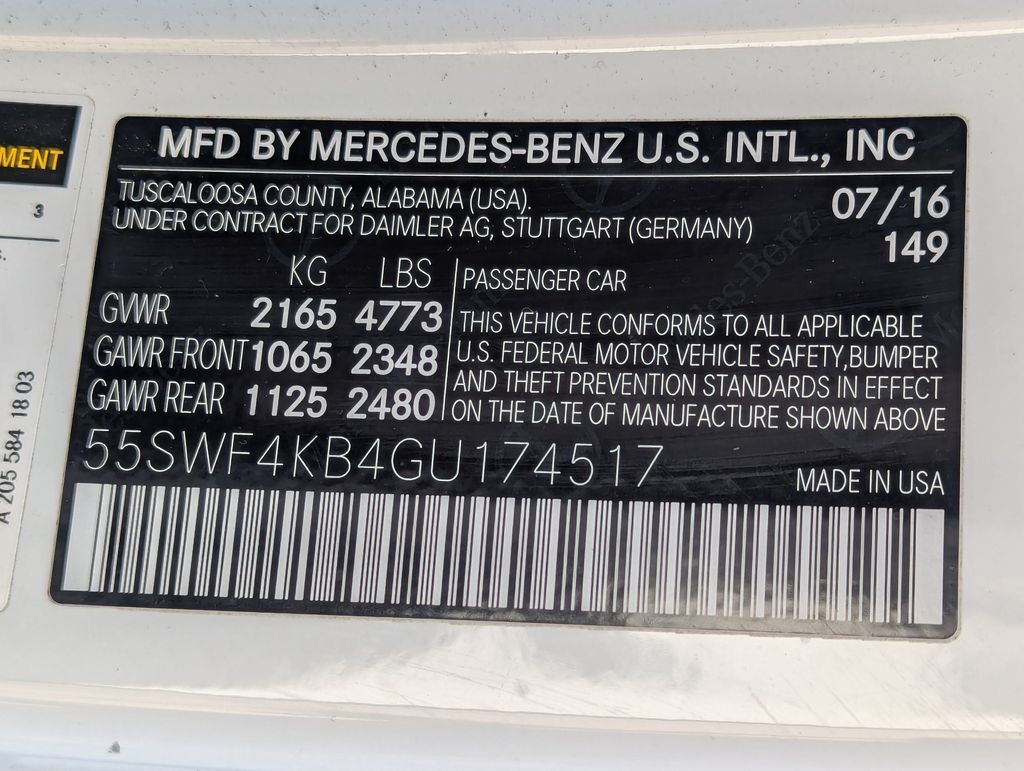 MENT
3
A 205 584 18 03
MFD BY MERCEDES-BENZ U.S. INTL., INC
TUSCALOOSA COUNTY, ALABAMA (USA).
UNDER CONTRACT FOR DAIMLER AG, STUTTGART (GERMANY)
07/16
149
KG LBS
GVWR 2165 4773
GAWR FRONT 1065 2348
GAWR REAR 1125 2480
PASSENGER CAR
THIS VEHICLE CONFORMS TO ALL APPLICABLE
U.S. FEDERAL MOTOR VEHICLE SAFETY,BUMPER
AND THEFT PREVENTION STANDARDS IN EFFECT
ON THE DATE OF MANUFACTURE SHOWN ABOVE
55SWF4KB4GU174517
MADE IN USA